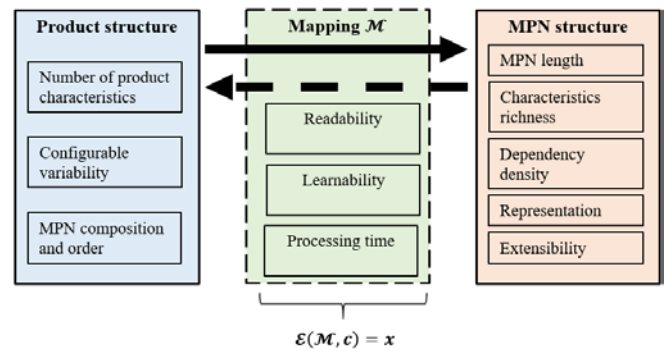 Product structure
Number of product
characteristics
Configurable
variability
MPN composition
and order
Mapping ℳ
Readability
Learnability
Processing time
ℰ(ℳ, c) = x
MPN structure
MPN length
Characteristics
richness
Dependency
density
Representation
Extensibility